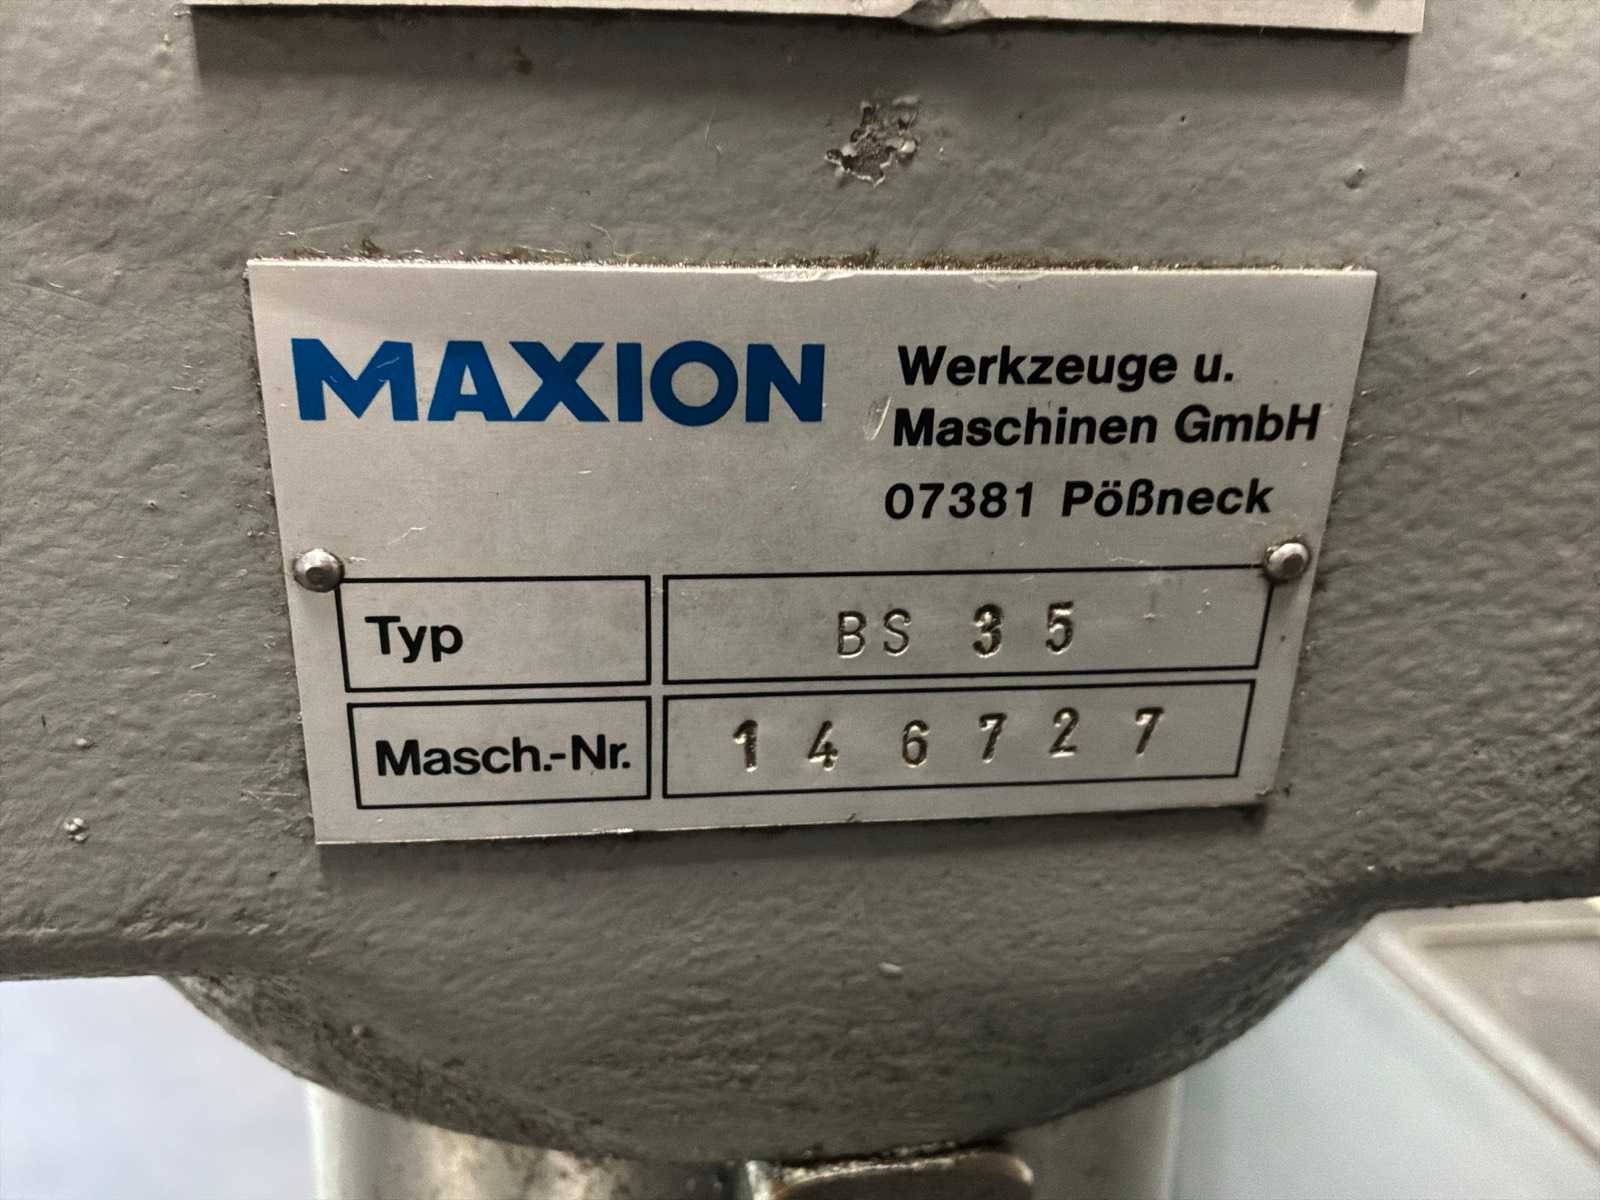 MAXION
Werkzeuge u.
Maschinen GmbH
07381 Pößneck
Typ BS 35
Masch.-Nr. 146727